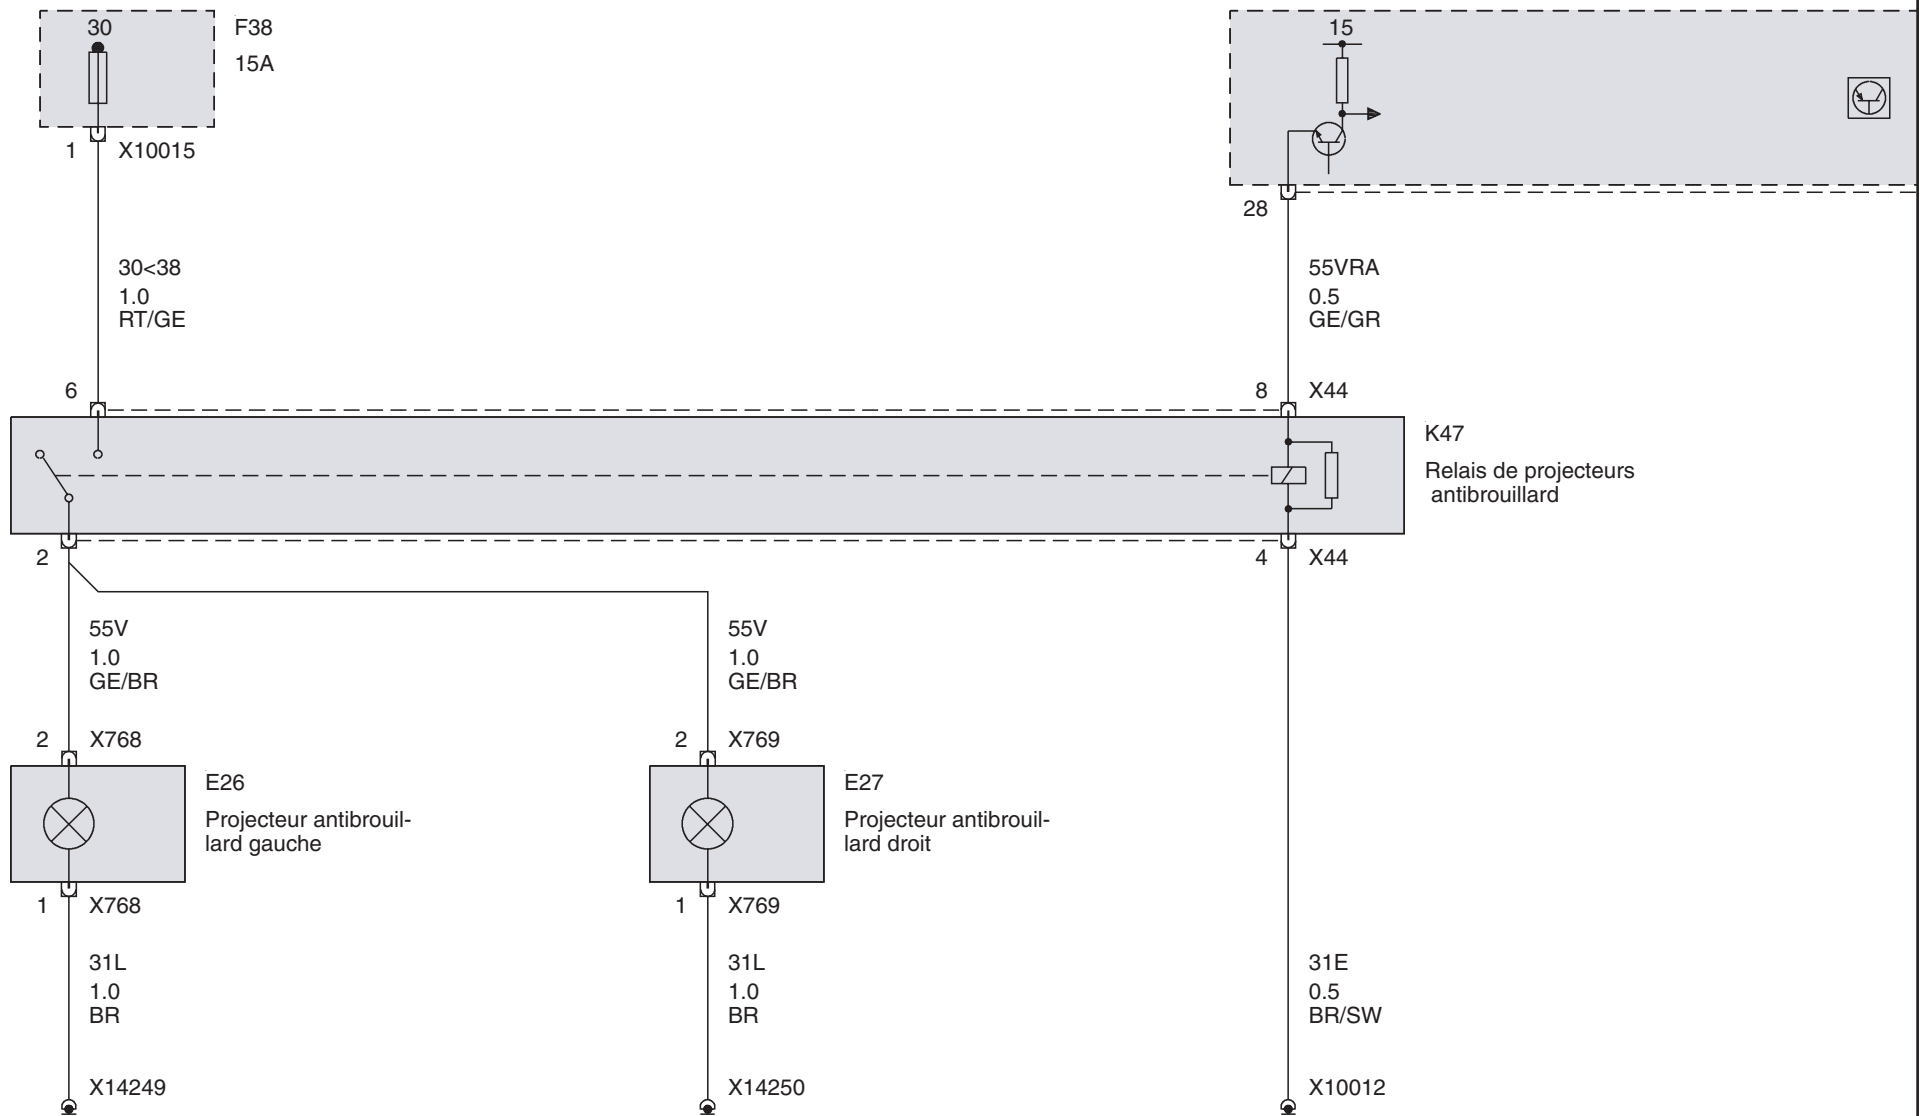 30
F38
15A
1
X10015
15
28
30<38
1.0
RT/GE
55VRA
0.5
GE/GR
6
8
X44
K47
Relais de projecteurs
antibrouillard
2
4
X44
55V
1.0
GE/BR
55V
1.0
GE/BR
2
X768
2
X769
E26
Projecteur antibrouil-
lard gauche
E27
Projecteur antibrouil-
lard droit
1
X768
1
X769
31L
1.0
BR
31L
1.0
BR
31E
0.5
BR/SW
X14249
X14250
X10012